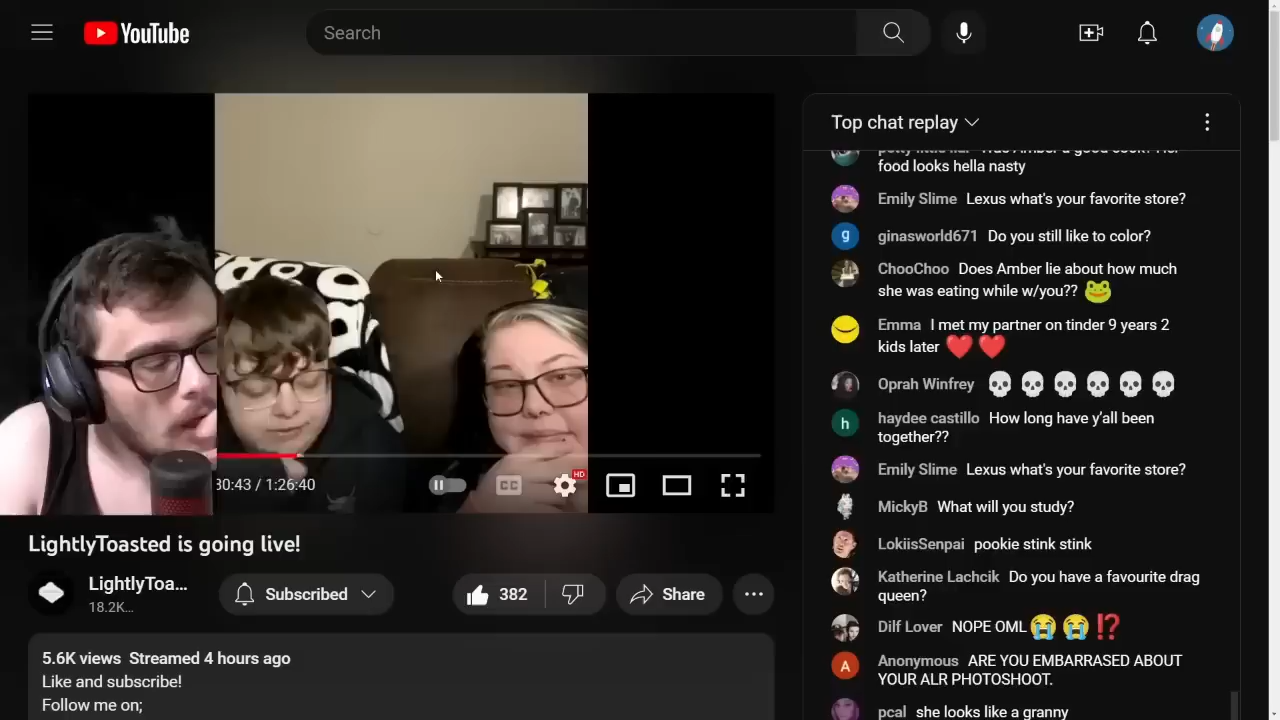 YouTube
Search
Top chat replay
food looks hella nasty
Emily Slime Lexus what's your favorite store?
g ginasworld671 Do you still like to color?
ChooChoo Does Amber lie about how much
she was eating while w/you?? 🐸
Emma I met my partner on tinder 9 years 2
kids later ❤️ ❤️
Oprah Winfrey 💀 💀 💀 💀 💀 💀
h haydee castillo How long have y'all been
together??
Emily Slime Lexus what's your favorite store?
MickyB What will you study?
LokiisSenpai pookie stink stink
Katherine Lachcik Do you have a favourite drag
queen?
Dilf Lover NOPE OML 😭 😭 ⁉️
A Anonymous ARE YOU EMBARRASED ABOUT
YOUR ALR PHOTOSHOOT.
pcal she looks like a granny
30:43 / 1:26:40
CC
HD
LightlyToasted is going live!
LightlyToa...
18.2K...
Subscribed
382
Share
5.6K views Streamed 4 hours ago
Like and subscribe!
Follow me on;